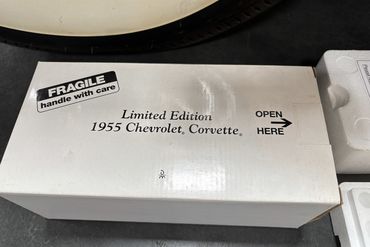 FRAGILE
handle with care
Limited Edition
1955 Chevrolet® Corvette®
OPEN
HERE